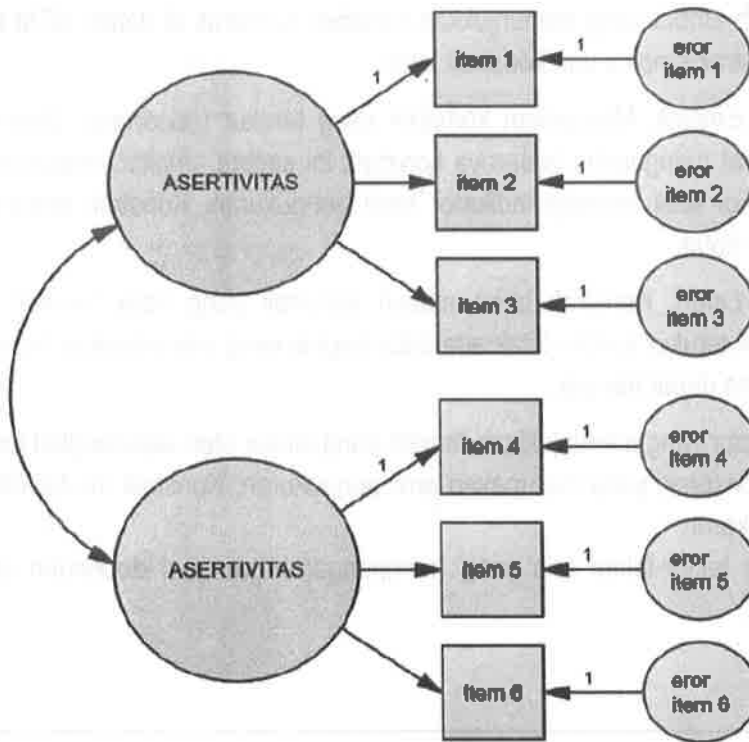 1
item 1
1
eror
item 1
ASERTIVITAS
item 2
1
eror
item 2
item 3
1
eror
item 3
1
item 4
1
eror
item 4
ASERTIVITAS
item 5
1
eror
item 5
item 6
1
eror
item 6